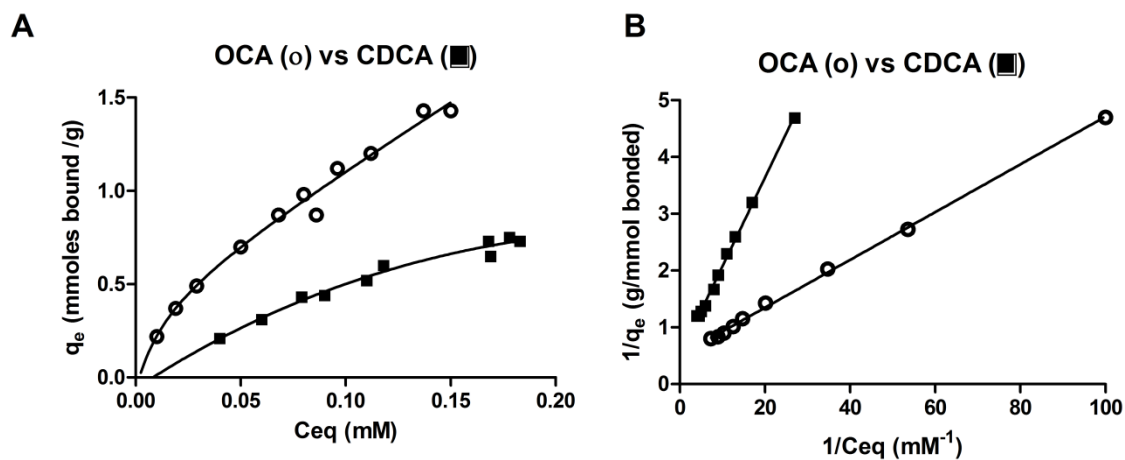 A
OCA (o) vs CDCA (■)
1.5
1.0
0.5
0.0
0.00
0.05
0.10
0.15
0.20
qe (mmoles bound /g)
Ceq (mM)
B
OCA (o) vs CDCA (■)
5
4
3
2
1
0
0
20
40
60
80
100
1/qe (g/mmol bonded)
1/Ceq (mM-1)